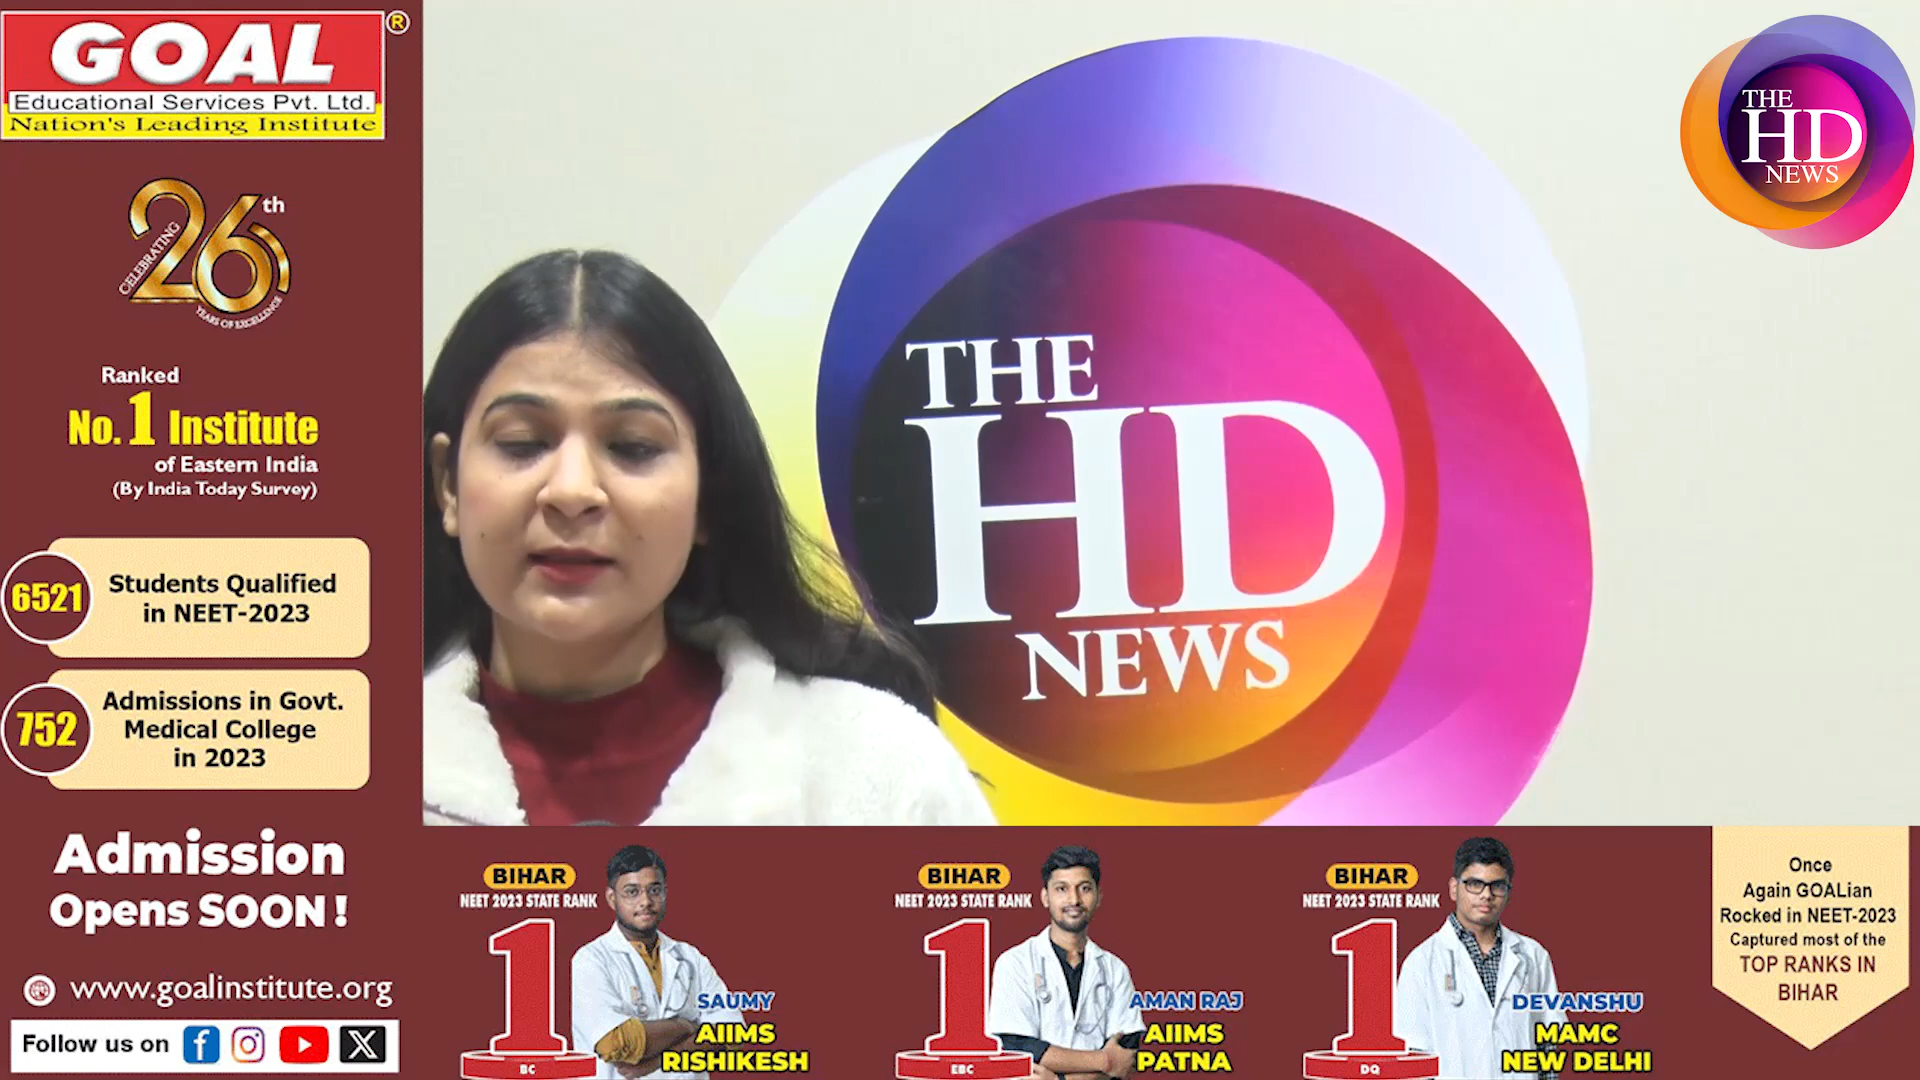 GOAL
®
Educational Services Pvt. Ltd.
Nation's Leading Institute
26th
CELEBRATING
YEARS OF EXCELLENCE
Ranked
No. 1 Institute
of Eastern India
(By India Today Survey)
6521
Students Qualified
in NEET-2023
752
Admissions in Govt.
Medical College
in 2023
Admission
Opens SOON !
www.goalinstitute.org
Follow us on
THE
HD
NEWS
THE
HD
NEWS
BIHAR
NEET 2023 STATE RANK
1
BC
SAUMY
AIIMS
RISHIKESH
BIHAR
NEET 2023 STATE RANK
1
EBC
AMAN RAJ
AIIMS
PATNA
BIHAR
NEET 2023 STATE RANK
1
DQ
DEVANSHU
MAMC
NEW DELHI
Once
Again GOALian
Rocked in NEET-2023
Captured most of the
TOP RANKS IN
BIHAR